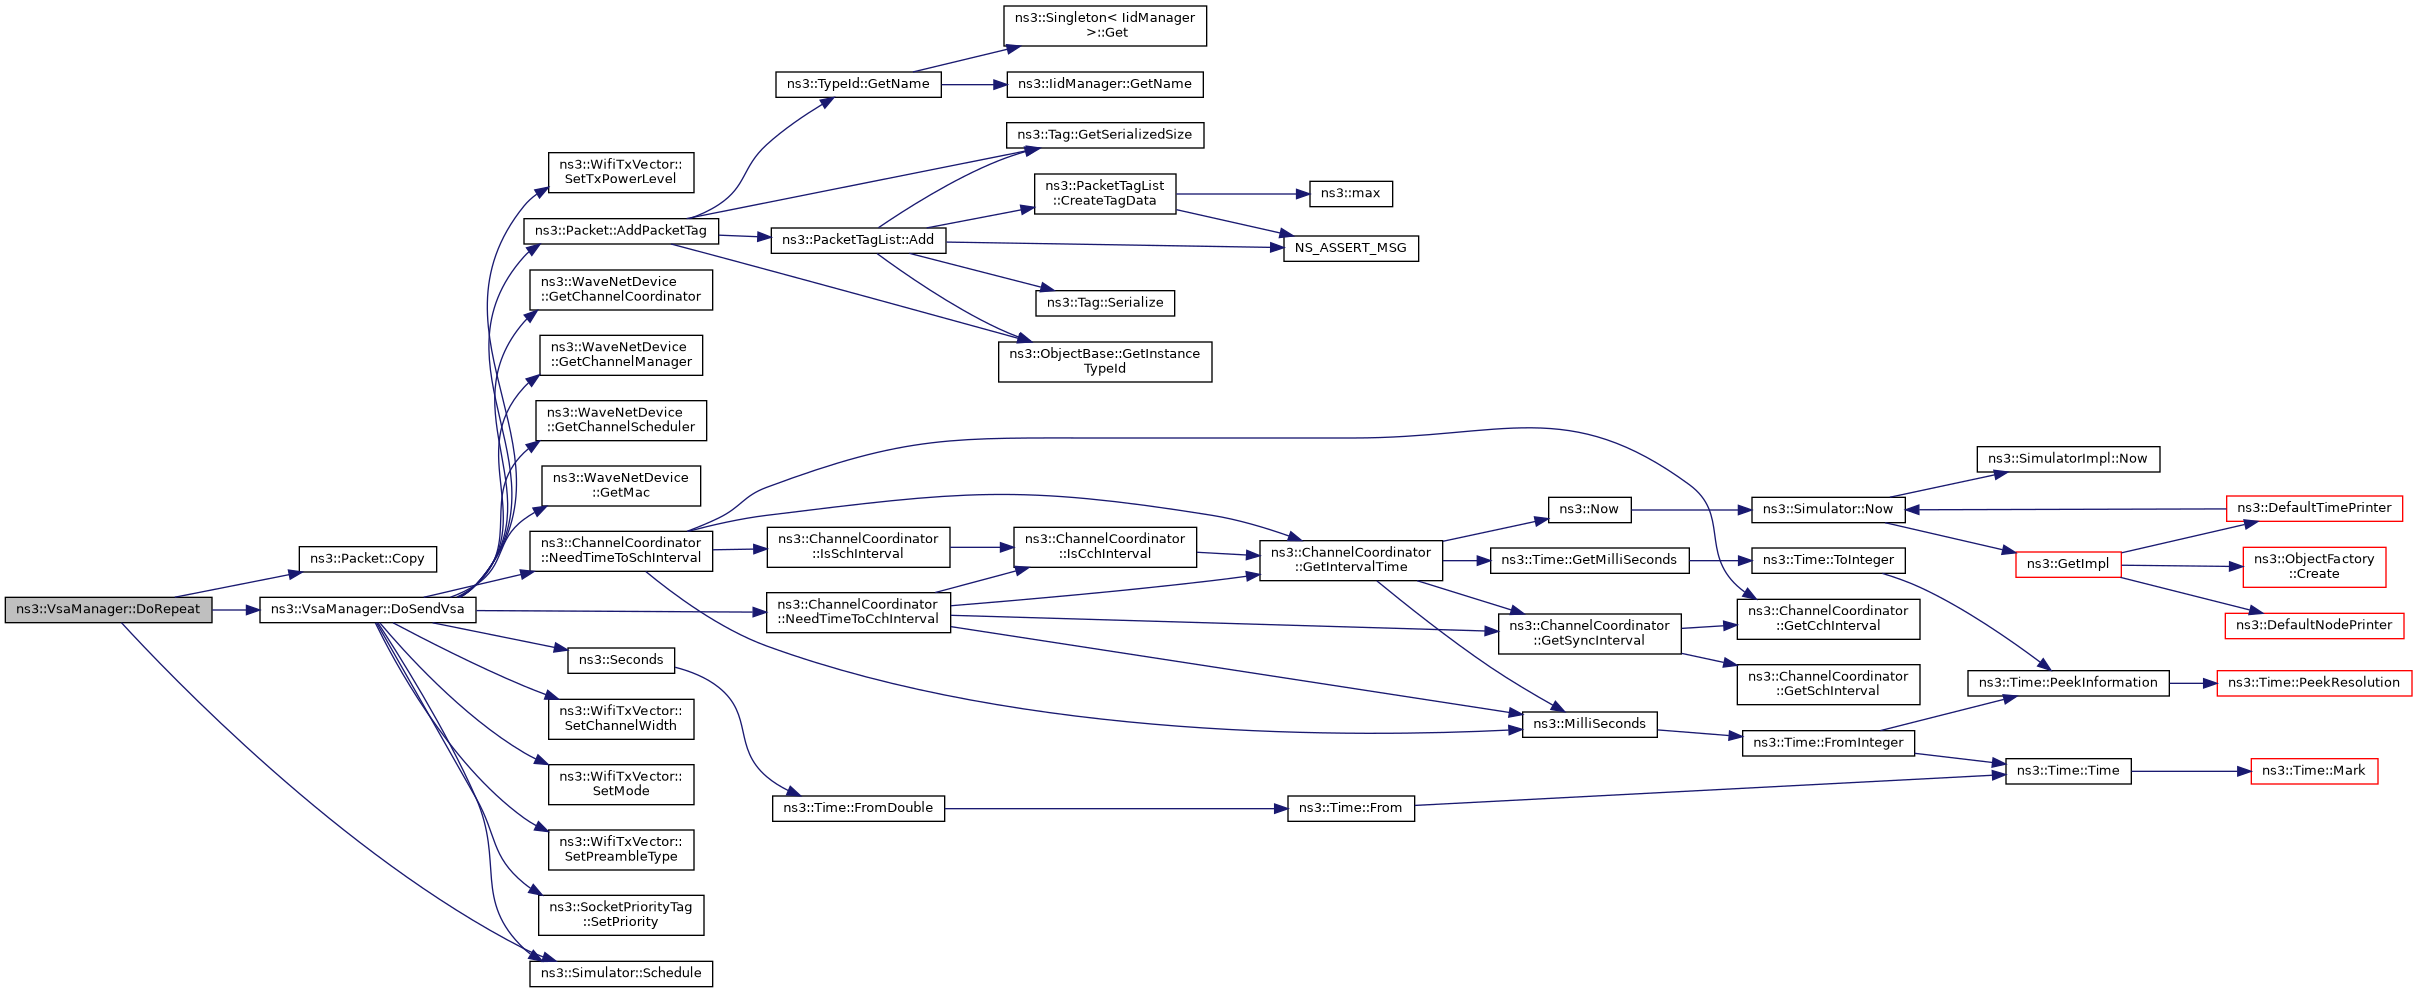 ns3::VsaManager::DoRepeat
ns3::Packet::Copy
ns3::VsaManager::DoSendVsa
ns3::WifiTxVector::
SetTxPowerLevel
ns3::Packet::AddPacketTag
ns3::WaveNetDevice
::GetChannelCoordinator
ns3::WaveNetDevice
::GetChannelManager
ns3::WaveNetDevice
::GetChannelScheduler
ns3::WaveNetDevice
::GetMac
ns3::ChannelCoordinator
::NeedTimeToSchInterval
ns3::Seconds
ns3::WifiTxVector::
SetChannelWidth
ns3::WifiTxVector::
SetMode
ns3::WifiTxVector::
SetPreambleType
ns3::SocketPriorityTag
::SetPriority
ns3::Simulator::Schedule
ns3::TypeId::GetName
ns3::PacketTagList::Add
ns3::ChannelCoordinator
::IsSchInterval
ns3::ChannelCoordinator
::NeedTimeToCchInterval
ns3::Time::FromDouble
ns3::Singleton< IidManager
>::Get
ns3::IidManager::GetName
ns3::Tag::GetSerializedSize
ns3::PacketTagList
::CreateTagData
ns3::Tag::Serialize
ns3::ObjectBase::GetInstance
TypeId
ns3::ChannelCoordinator
::IsCchInterval
ns3::max
NS_ASSERT_MSG
ns3::ChannelCoordinator
::GetIntervalTime
ns3::Time::From
ns3::Now
ns3::Time::GetMilliSeconds
ns3::ChannelCoordinator
::GetSyncInterval
ns3::MilliSeconds
ns3::Simulator::Now
ns3::Time::ToInteger
ns3::ChannelCoordinator
::GetCchInterval
ns3::ChannelCoordinator
::GetSchInterval
ns3::Time::FromInteger
ns3::SimulatorImpl::Now
ns3::GetImpl
ns3::Time::PeekInformation
ns3::Time::Time
ns3::DefaultTimePrinter
ns3::ObjectFactory
::Create
ns3::DefaultNodePrinter
ns3::Time::PeekResolution
ns3::Time::Mark